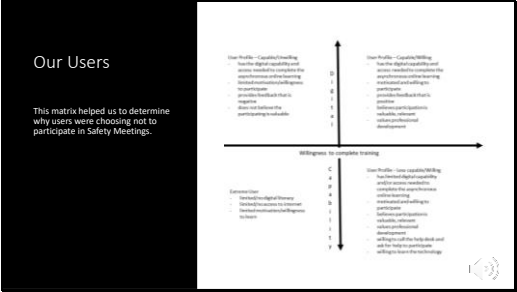 Our Users
This matrix helped us to determine
why users were choosing not to
participate in Safety Meetings.
User Profile – Capable/Unwilling
- has the digital capability and
access needed to complete the
asynchronous online learning
- limited motivation/willingness
- to participate
- provides feedback that is
negative
- does not believe the
participating is valuable
D
i
g
i
t
a
l
User Profile – Capable/Willing
- has the digital capability and
access needed to complete the
asynchronous online learning
- motivated and willing to
participate
- provides feedback that is
positive
- believes participation is
valuable, relevant
- values professional
development
Willingness to complete training
Extreme User
- limited/no digital literacy
- limited/no access to internet
- limited motivation/willingness
to learn
C
a
p
a
b
i
l
i
t
y
User Profile – Less capable/Willing
- has limited digital capability
and/or access needed to
complete the asynchronous
online learning
- motivated and willing to
participate
- believes participation is
valuable, relevant
- values professional
development
- willing to call the help desk and
ask for help to participate
- willing to learn the technology